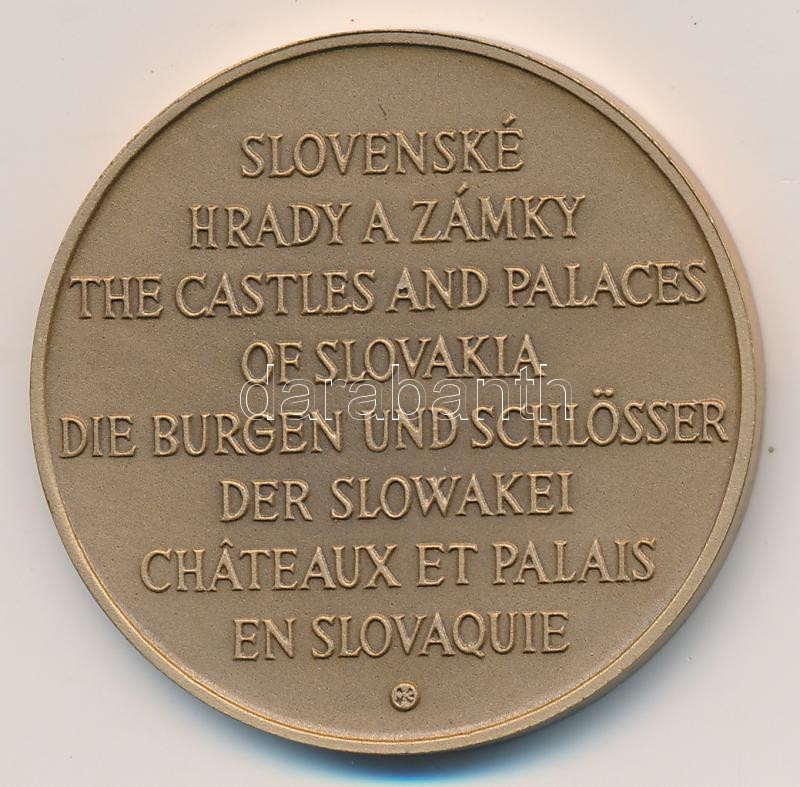 SLOVENSKÉ
HRADY A ZÁMKY
THE CASTLES AND PALACES
OF SLOVAKIA
darabanth
DIE BURGEN UND SCHLÖSSER
DER SLOWAKEI
CHÂTEAUX ET PALAIS
EN SLOVAQUIE